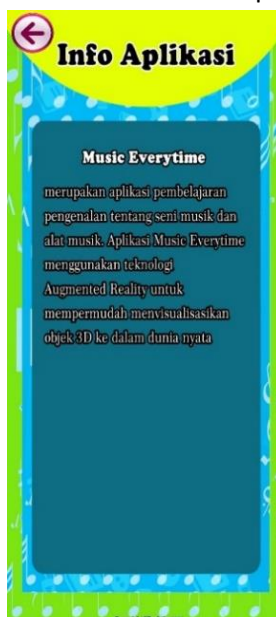 Info Aplikasi
Music Everytime
merupakan aplikasi pembelajaran
pengenalan tentang seni musik dan
alat musik. Aplikasi Music Everytime
menggunakan teknologi
Augmented Reality untuk
mempermudah menvisualisasikan
objek 3D ke dalam dunia nyata